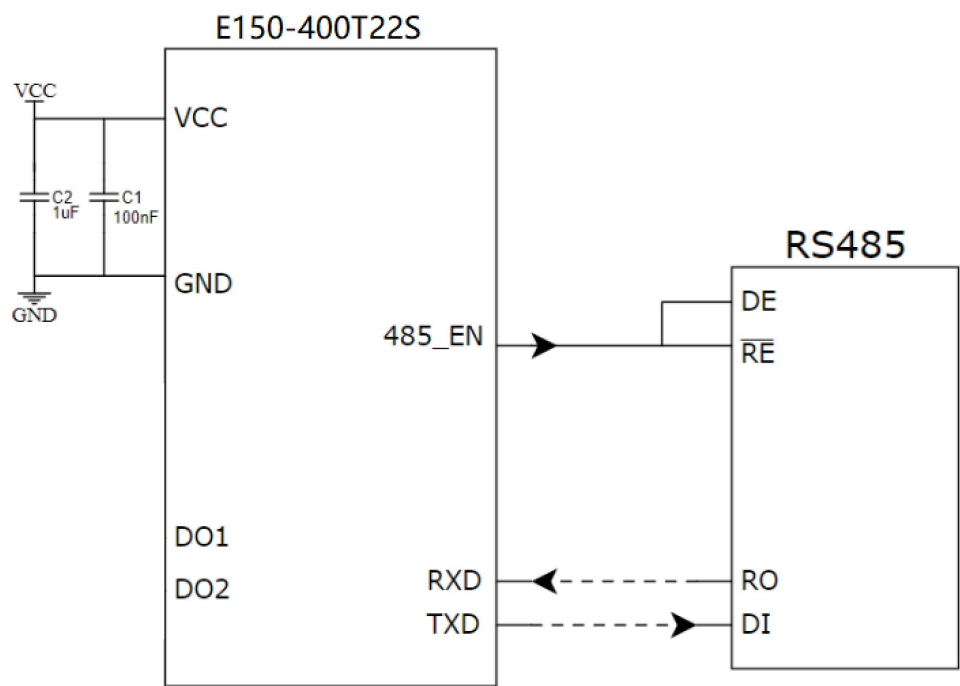 E150-400T22S
VCC
VCC
C2
1uF
C1
100nF
GND
GND
485_EN
DO1
DO2
RXD
TXD
RS485
DE
RE
RO
DI